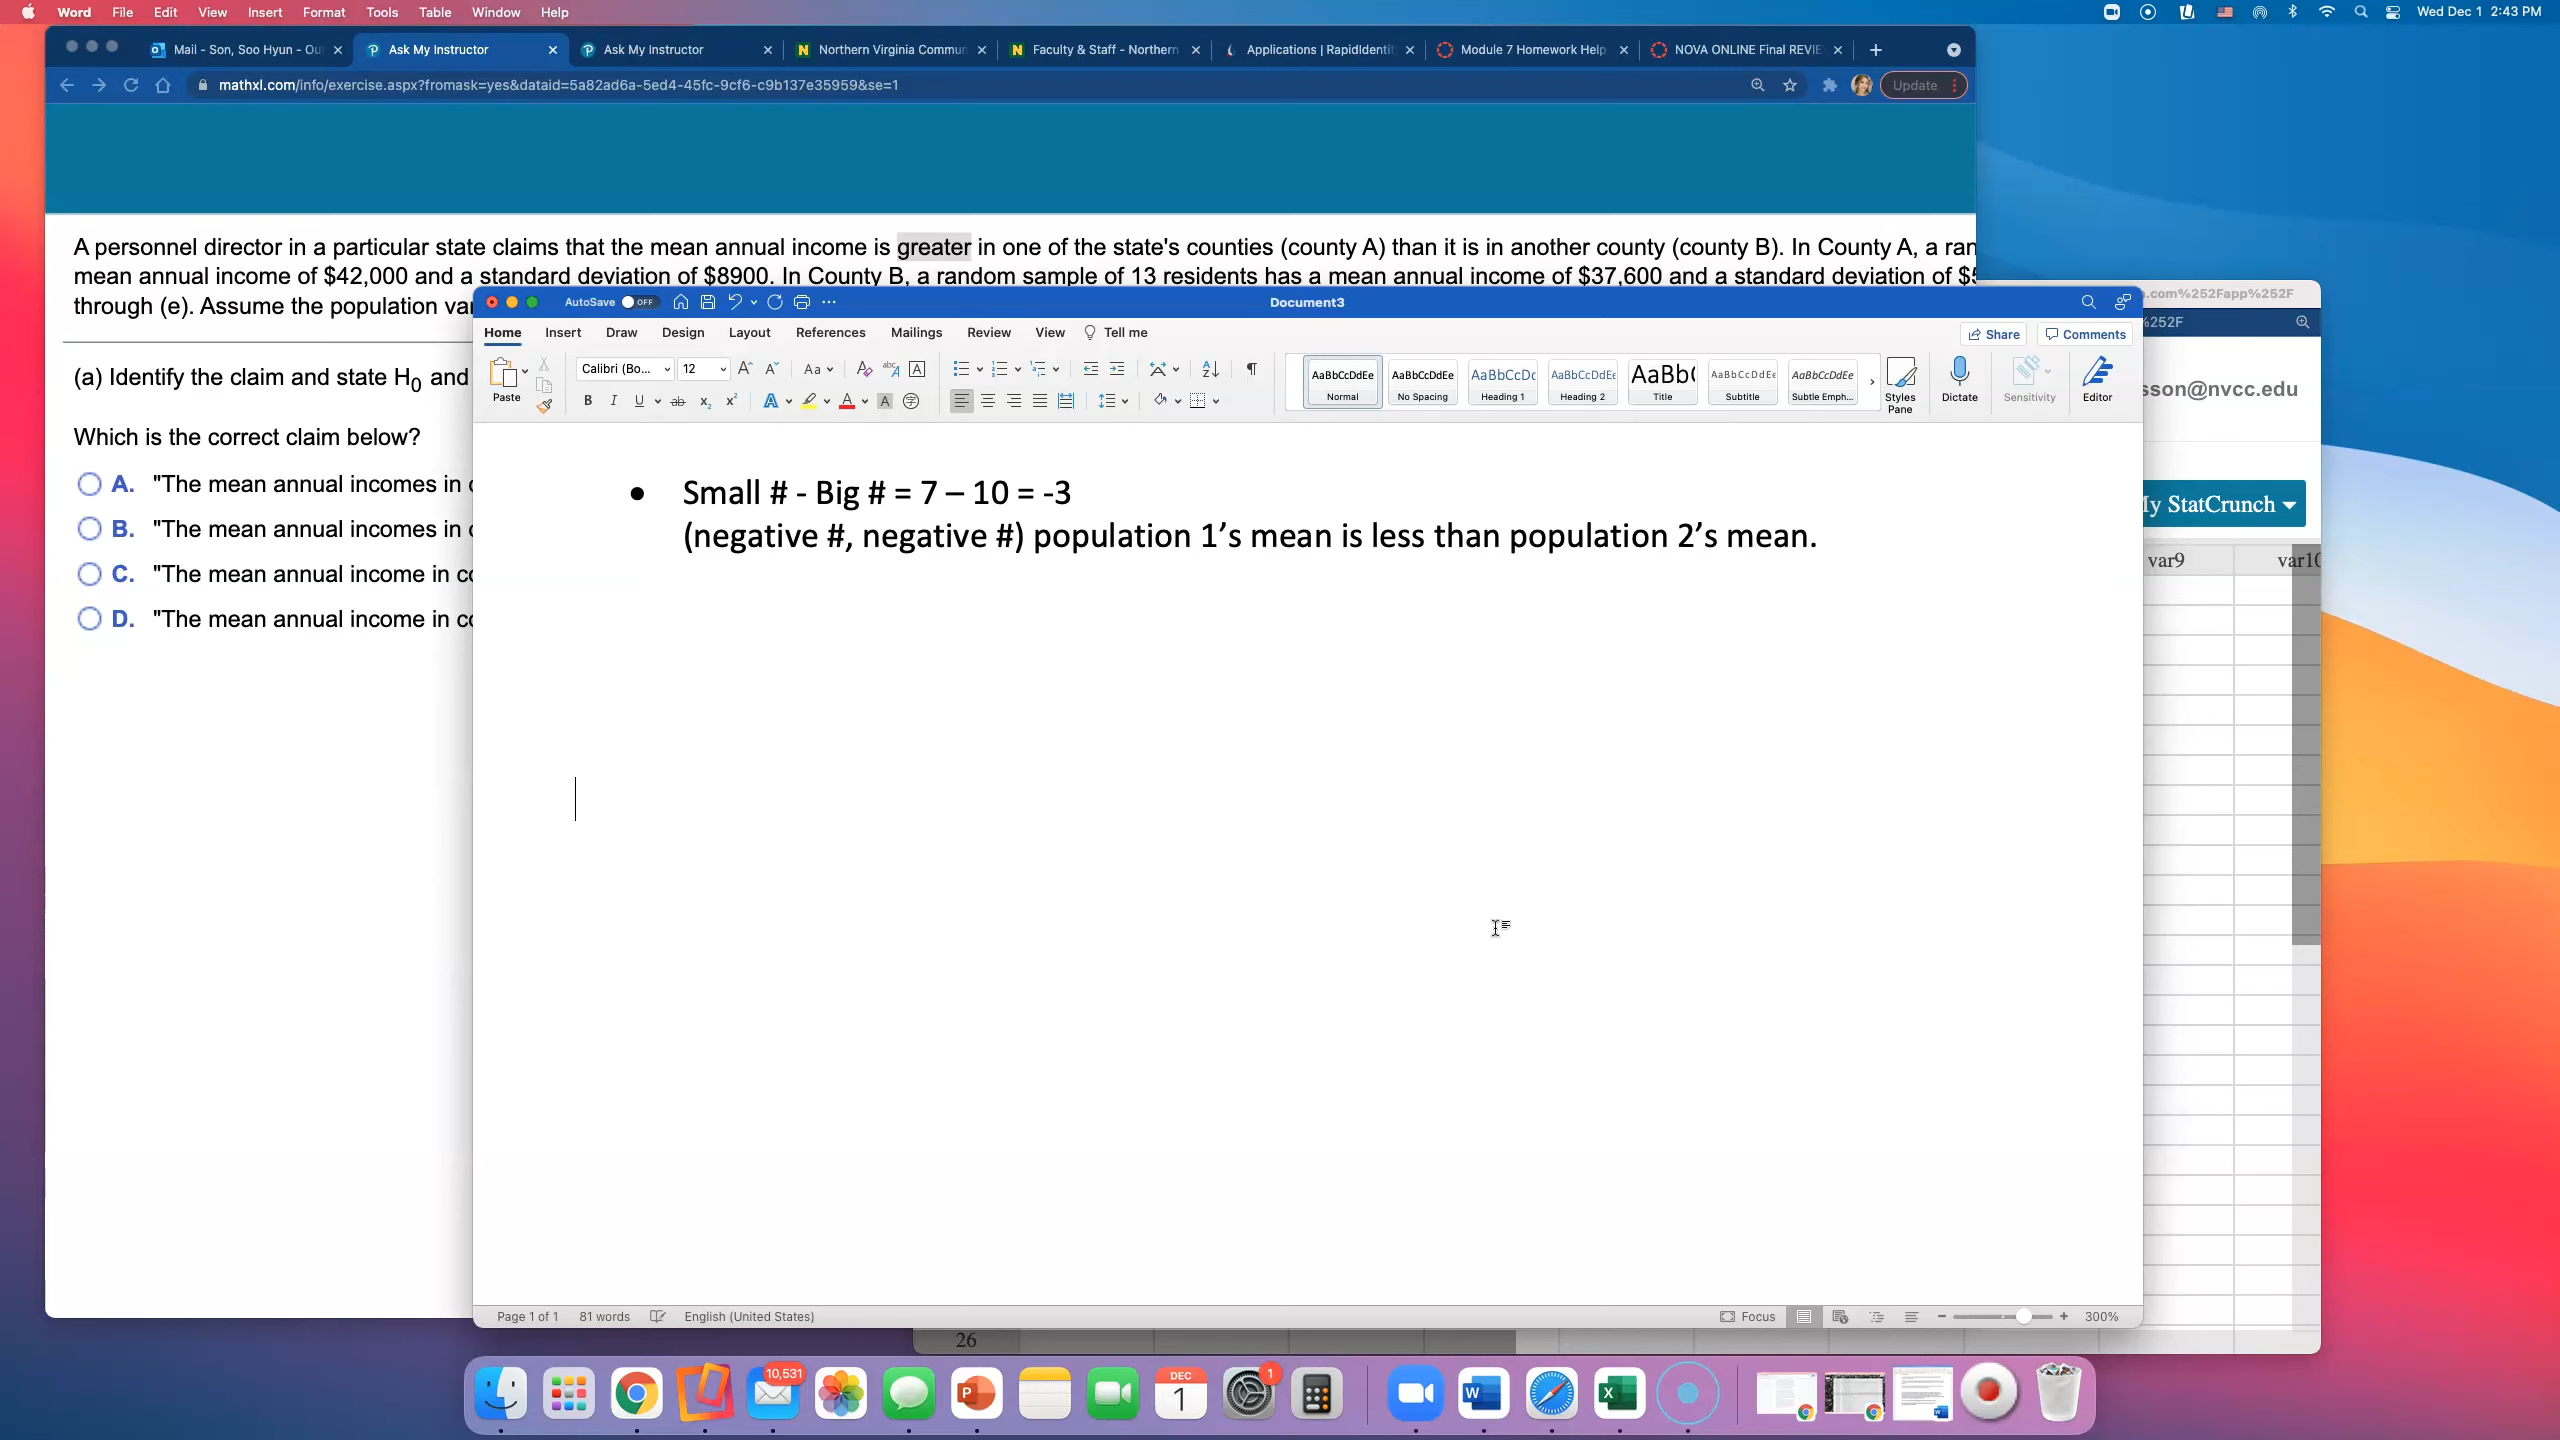 Word File Edit View Insert Format Tools Table Window Help
Wed Dec 1 2:43 PM
Mail - Son, Soo Hyun - Ou
Ask My Instructor
Ask My Instructor
Northern Virginia Commun
Faculty & Staff - Northern
Applications | RapidIdentit
Module 7 Homework Help
NOVA ONLINE Final REVIE
mathxl.com/info/exercise.aspx?fromask=yes&dataid=5a82ad6a-5ed4-45fc-9cf6-c9b137e35959&se=1
Update
A personnel director in a particular state claims that the mean annual income is greater in one of the state's counties (county A) than it is in another county (county B). In County A, a ran
mean annual income of $42,000 and a standard deviation of $8900. In County B, a random sample of 13 residents has a mean annual income of $37,600 and a standard deviation of $5
through (e). Assume the population va
(a) Identify the claim and state H0 and
Which is the correct claim below?
A. "The mean annual incomes in c
B. "The mean annual incomes in c
C. "The mean annual income in co
D. "The mean annual income in co
AutoSave OFF
Document3
Home Insert Draw Design Layout References Mailings Review View Tell me
Share Comments
Paste
Calibri (Bo... 12
AaBbCcDdEe Normal
AaBbCcDdEe No Spacing
AaBbCcDc Heading 1
AaBbCcDdEe Heading 2
AaBb( Title
AaBbCcDdEe Subtitle
AaBbCcDdEe Subtle Emph...
Styles Pane
Dictate
Sensitivity
Editor
● Small # - Big # = 7 – 10 = -3
(negative #, negative #) population 1’s mean is less than population 2’s mean.
Page 1 of 1 81 words English (United States)
Focus 300%
.com%252Fapp%252F
%252F
sson@nvcc.edu
My StatCrunch
var9 var10
26
10,531
DEC
1
1